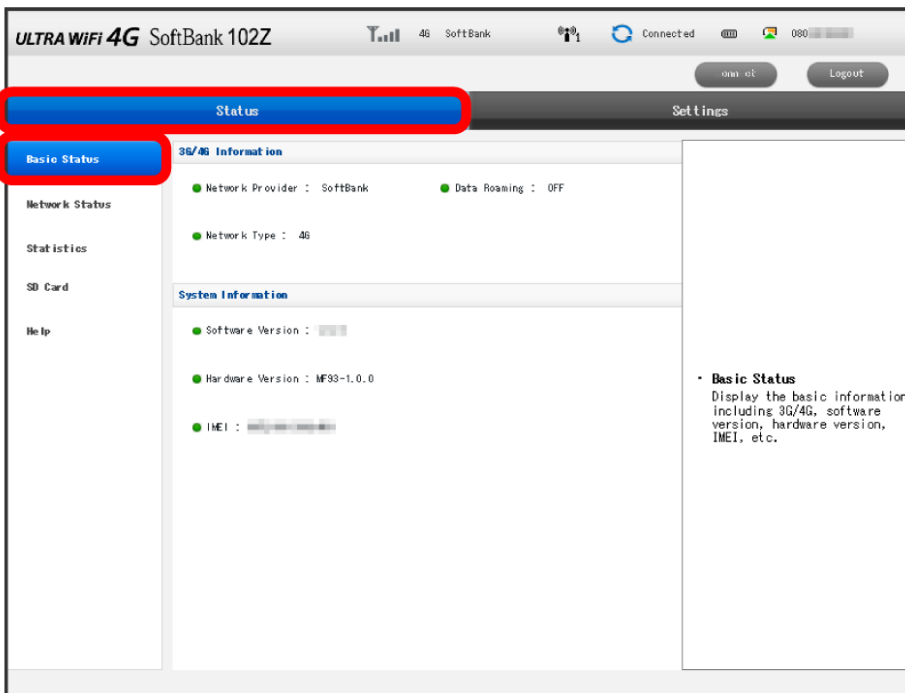 ULTRA WiFi 4G SoftBank 102Z 4G SoftBank 1 Connected 080
Logout
Status Settings
Basic Status
Network Status
Statistics
SD Card
Help
3G/4G Information
Network Provider : SoftBank Data Roaming : OFF
Network Type : 4G
System Information
Software Version :
Hardware Version : MF93-1.0.0
IMEI :
・ Basic Status
Display the basic information
including 3G/4G, software
version, hardware version,
IMEI, etc.